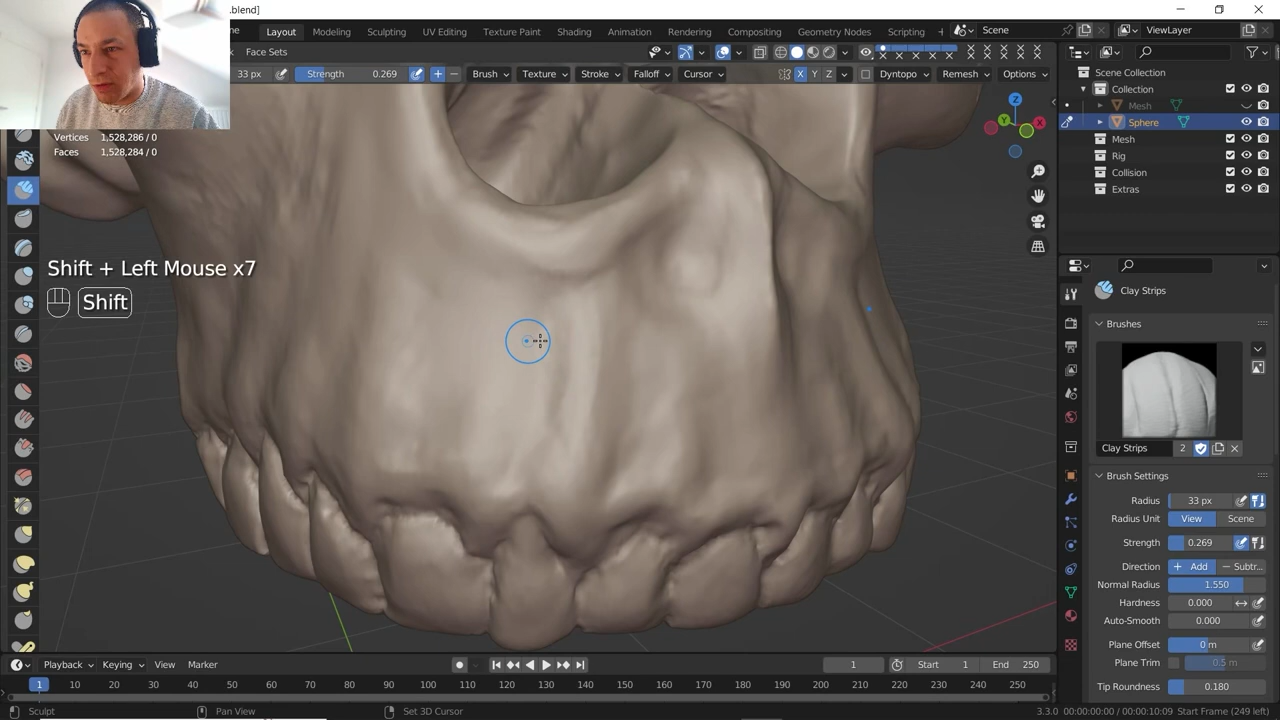 .blend]
Layout Modeling Sculpting UV Editing Texture Paint Shading Animation Rendering Compositing Geometry Nodes Scripting Scene ViewLayer
Face Sets
33 px Strength 0.269 Brush Texture Stroke Falloff Cursor X Y Z Dyntopo Remesh Options
Vertices 1,528,286 / 0
Faces 1,528,284 / 0
Shift + Left Mouse x7
Shift
Z
Y
X
Scene Collection
Collection
Mesh
Sphere
Mesh
Rig
Collision
Extras
Clay Strips
Brushes
Clay Strips 2
Brush Settings
Radius 33 px
Radius Unit View Scene
Strength 0.269
Direction + Add − Subtr...
Normal Radius 1.550
Hardness 0.000
Auto-Smooth 0.000
Plane Offset 0 m
Plane Trim 0.5 m
Tip Roundness 0.180
Playback Keying View Marker 1 Start 1 End 250
1 10 20 30 40 50 60 70 80 90 100 110 120 130 140 150 160 170 180 190 200 210 220 230 240 250
Sculpt Pan View Set 3D Cursor 3.3.0 00:00:00:00 / 00:00:10:09 Start Frame (249 left)